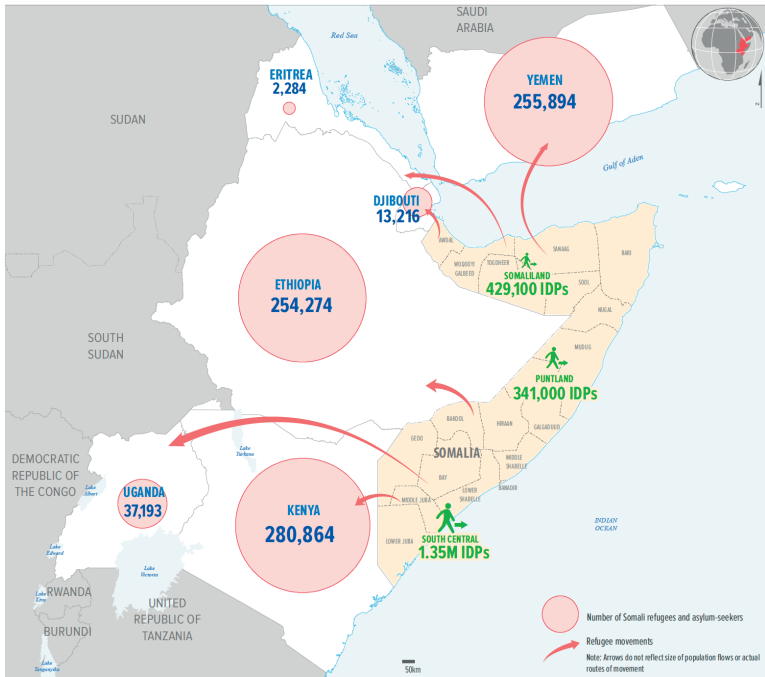 SAUDI
ARABIA
Red Sea
ERITREA
2,284
YEMEN
255,894
SUDAN
Gulf of Aden
DJIBOUTI
13,216
AWDAL
WOQOOYI
GALBEED
TOGDHEER
SANAAG
BARI
SOMALILAND
429,100 IDPs
SOOL
NUGAL
ETHIOPIA
254,274
SOUTH
SUDAN
MUDUG
PUNTLAND
341,000 IDPs
BAKOOL
HIRAAN
GALGADUUD
GEDO
SOMALIA
Lake
Turkana
DEMOCRATIC
REPUBLIC OF
THE CONGO
Lake
Albert
UGANDA
37,193
BAY
MIDDLE
SHABELLE
LOWER
SHABELLE
BANADIR
MIDDLE JUBA
KENYA
280,864
LOWER JUBA
SOUTH CENTRAL
1.35M IDPs
INDIAN
OCEAN
Lake
Edward
Lake
Victoria
Lake
Kivu
RWANDA
BURUNDI
UNITED
REPUBLIC OF
TANZANIA
Lake
Tanganyika
50km
Number of Somali refugees and asylum-seekers
Refugee movements
Note: Arrows do not reflect size of population flows or actual
routes of movement